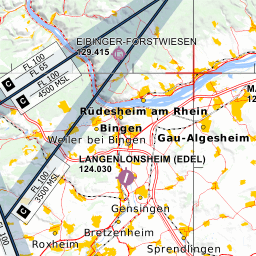 EIBINGER-FORSTWIESEN
129.415
FL 100
FL 65
C
FL 100
4500 MSL
C
Rüdesheim am Rhein
Bingen
Weiler bei Bingen
Gau-Algesheim
LANGENLONSHEIM (EDEL)
124.030
FL 100
3500 MSL
C
Gensingen
Bretzenheim
Roxheim
Sprendlingen